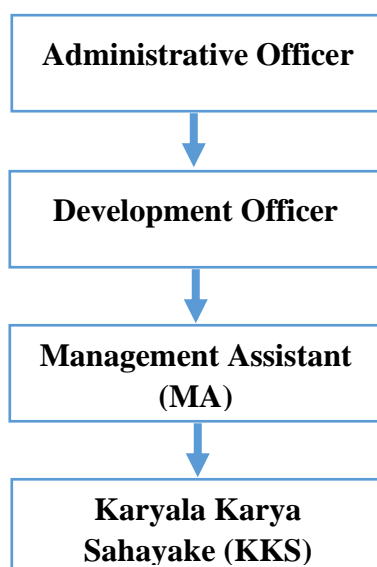 Administrative Officer
Development Officer
Management Assistant
(MA)
Karyala Karya
Sahayake (KKS)